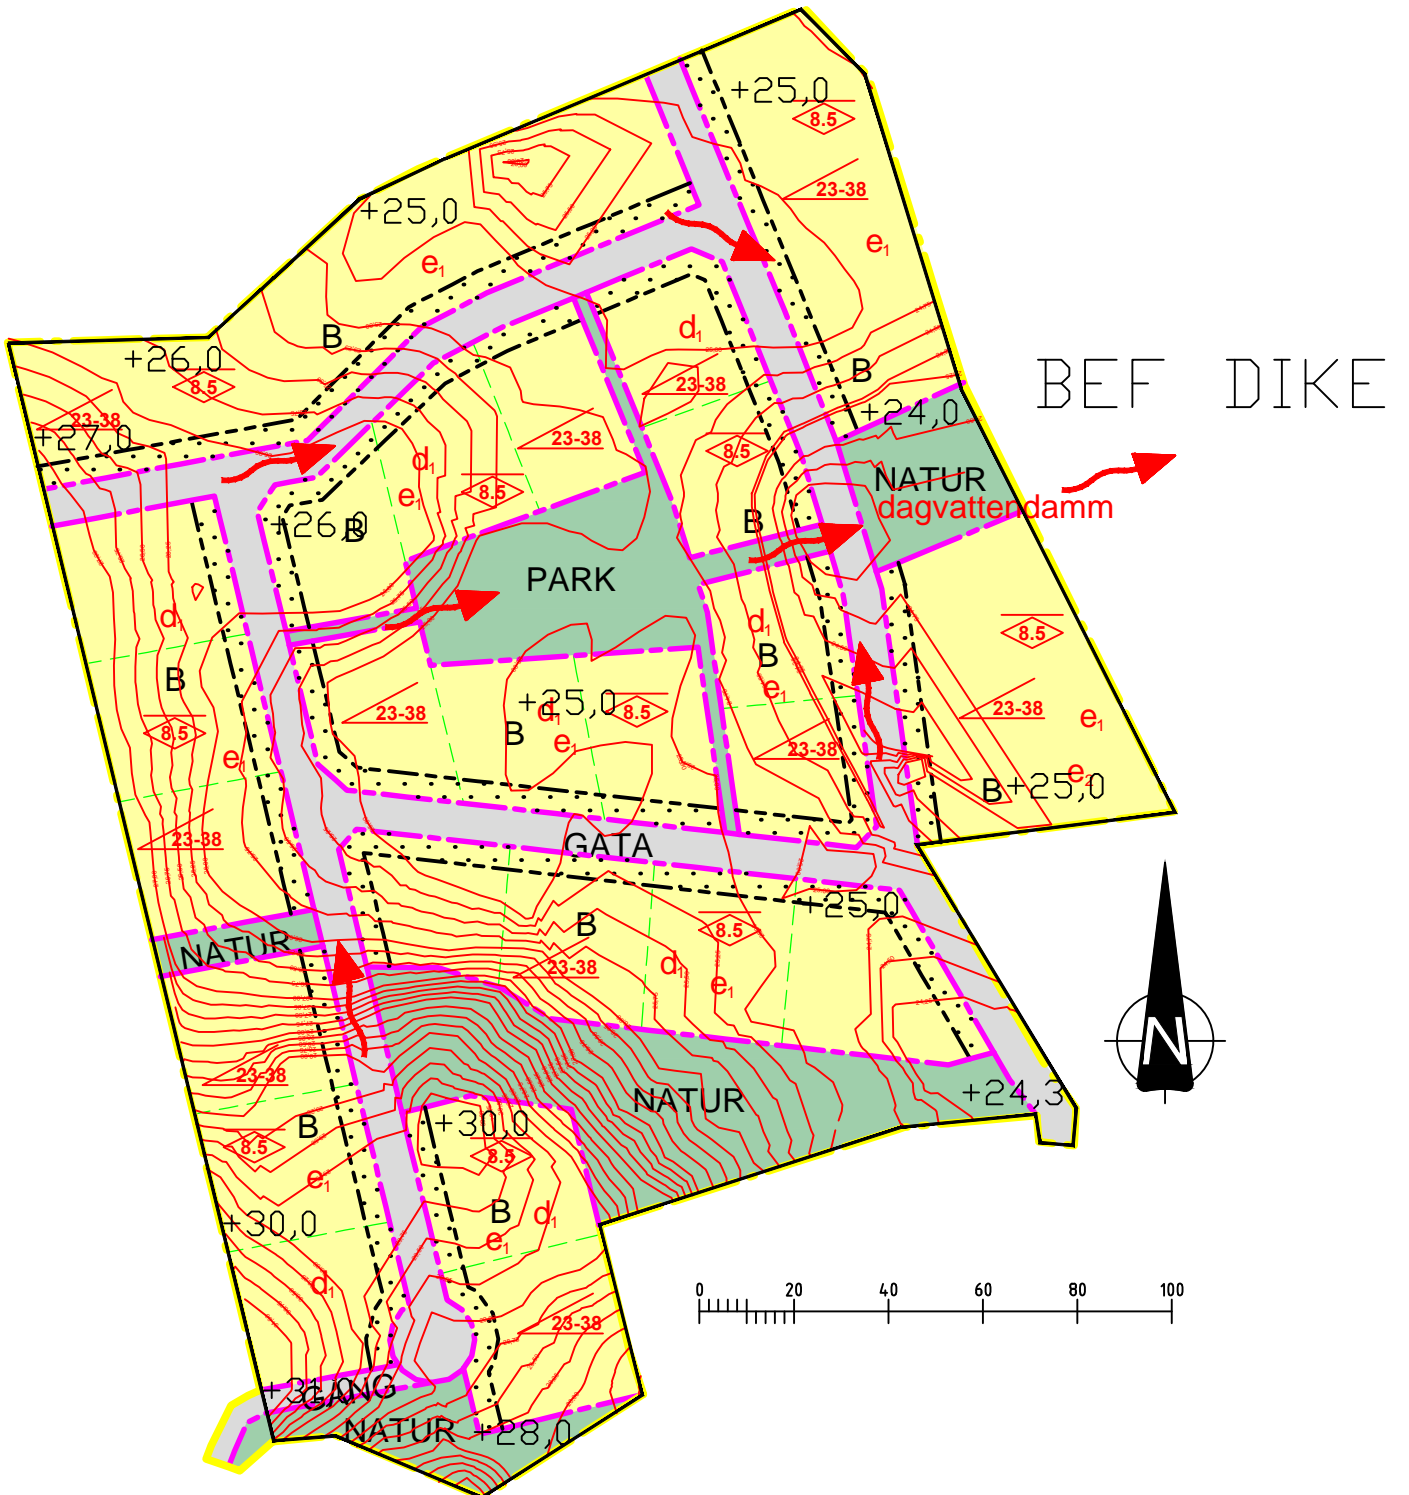 +25,0
8.5
23-38
+25,0
e1
e1
d1
B
+26,0
8.5
B
BEF DIKE
23-38
23-38
+24,0
+27,0
23-38
8.5
d1
NATUR
8.5
e1
dagvattendamm
B
+26,0
B
PARK
d1
d1
8.5
B
B
e1
+25,0
d1
8.5
23-38
23-38
e1
8.5
B
e1
23-38
e1
e2
B
+25,0
23-38
GATA
+25,0
B
8.5
NATUR
23-38
d1
e1
N
23-38
NATUR
+24,3
B
+30,0
8.5
8.5
e1
B
d1
+30,0
e1
d1
0 20 40 60 80 100
23-38
+31,0
GANG
NATUR
+28,0